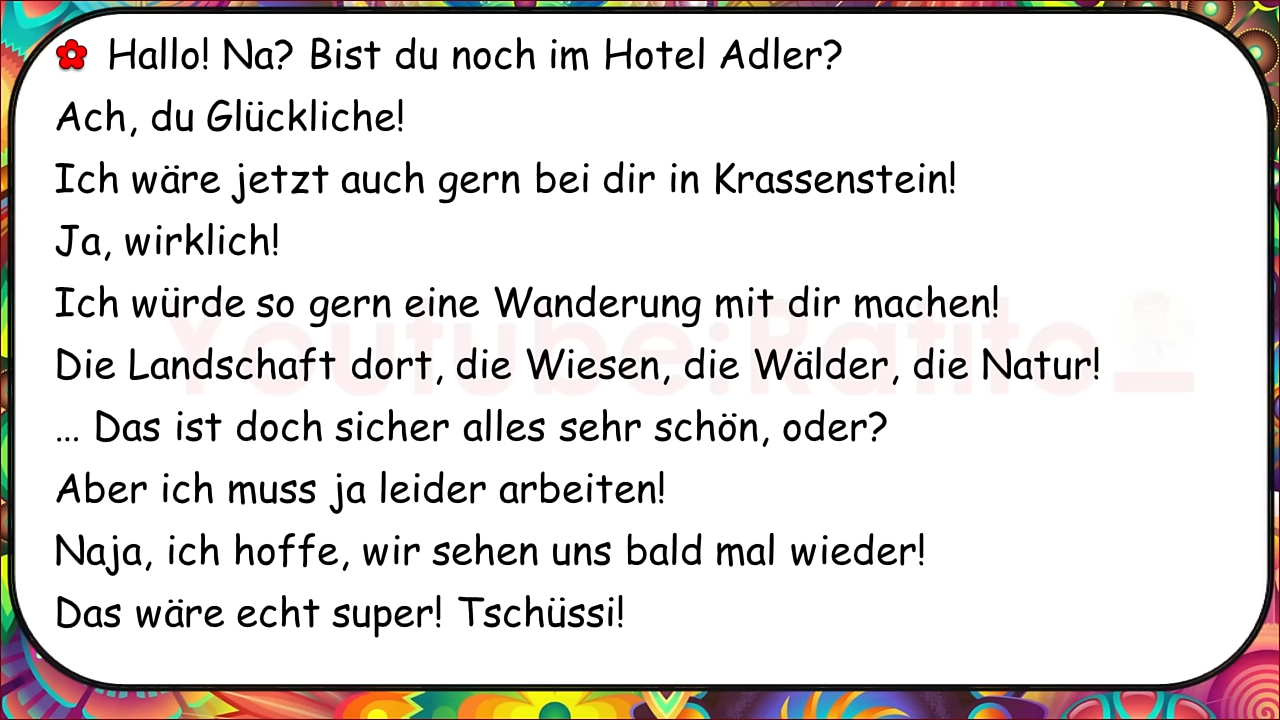 Hallo! Na? Bist du noch im Hotel Adler?
Ach, du Glückliche!
Ich wäre jetzt auch gern bei dir in Krassenstein!
Ja, wirklich!
Ich würde so gern eine Wanderung mit dir machen!
Youtube:Ratito
Die Landschaft dort, die Wiesen, die Wälder, die Natur!
... Das ist doch sicher alles sehr schön, oder?
Aber ich muss ja leider arbeiten!
Naja, ich hoffe, wir sehen uns bald mal wieder!
Das wäre echt super! Tschüssi!